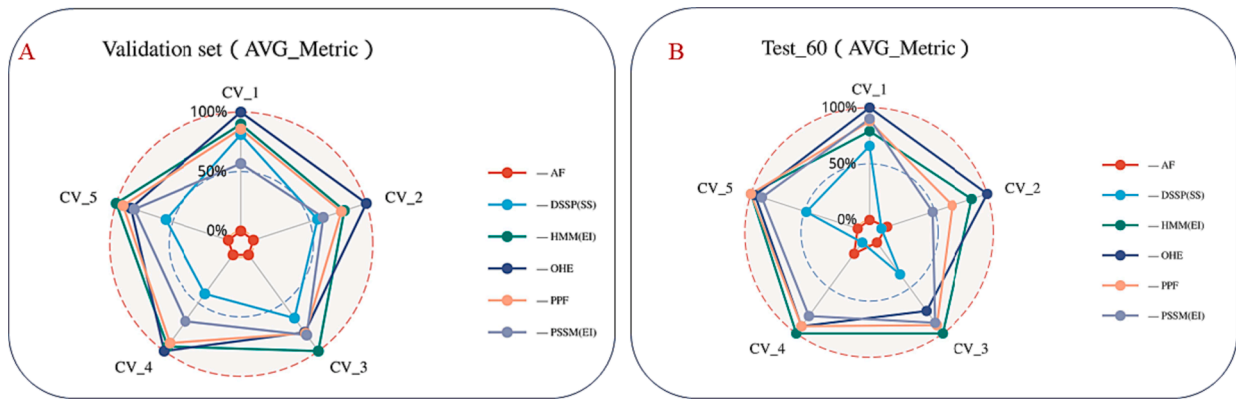 A
Validation set ( AVG_Metric )
CV_1
100%
50%
0%
CV_2
CV_3
CV_4
CV_5
— AF
— DSSP(SS)
— HMM(EI)
— OHE
— PPF
— PSSM(EI)
B
Test_60 ( AVG_Metric )
CV_1
100%
50%
0%
CV_2
CV_3
CV_4
CV_5
— AF
— DSSP(SS)
— HMM(EI)
— OHE
— PPF
— PSSM(EI)